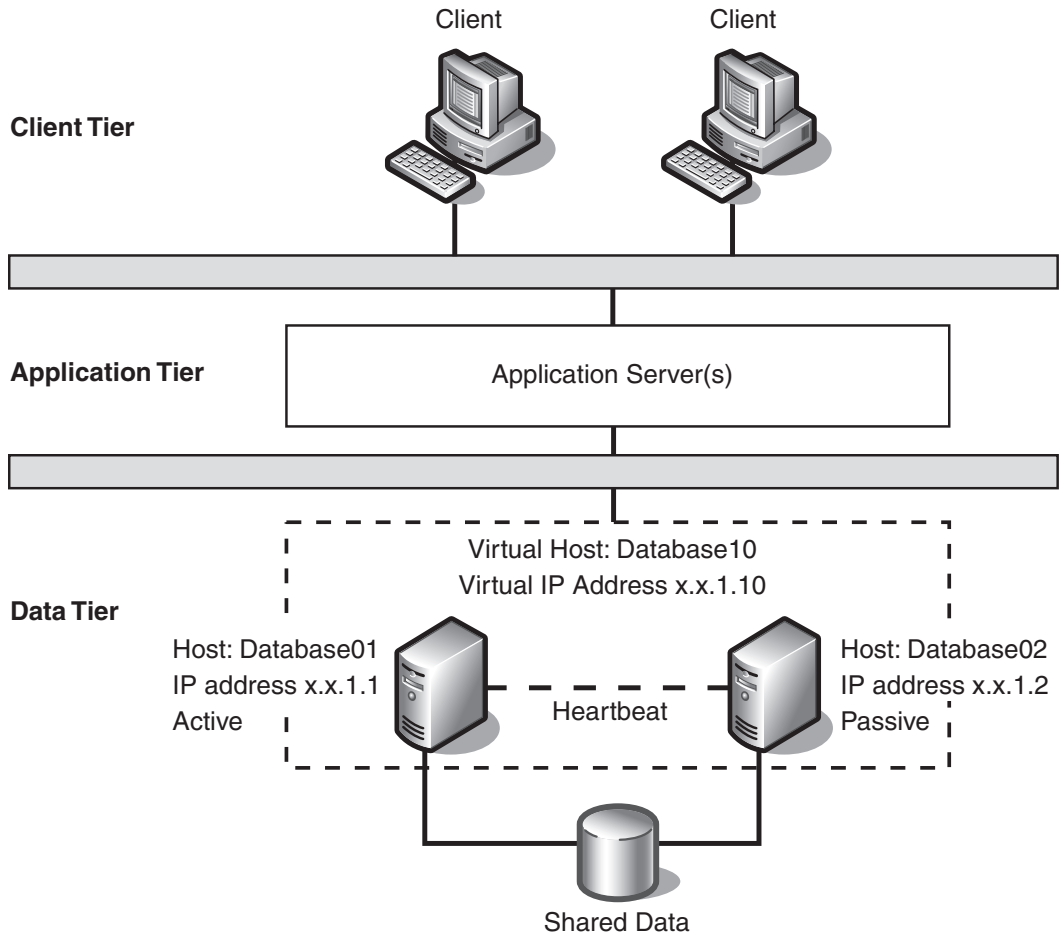 Client
Client
Client Tier
Application Tier
Application Server(s)
Virtual Host: Database10
Virtual IP Address x.x.1.10
Data Tier
Host: Database01
IP address x.x.1.1
Active
Heartbeat
Host: Database02
IP address x.x.1.2
Passive
Shared Data